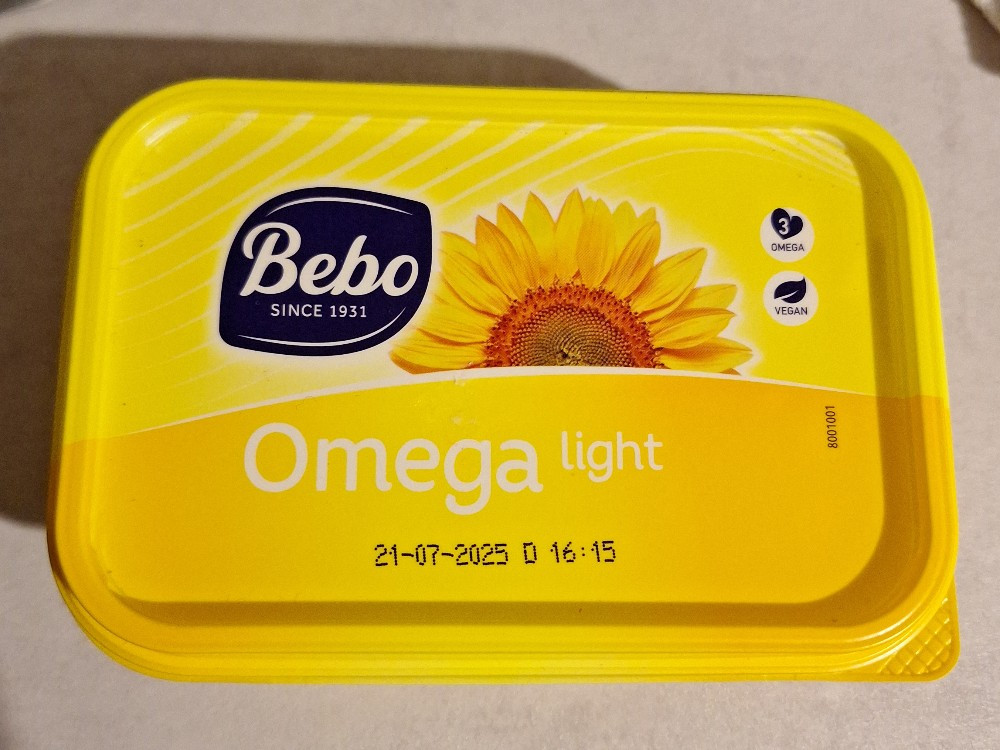 Bebo
SINCE 1931
3
OMEGA
VEGAN
8001001
Omega light
21-07-2025 D 16:15